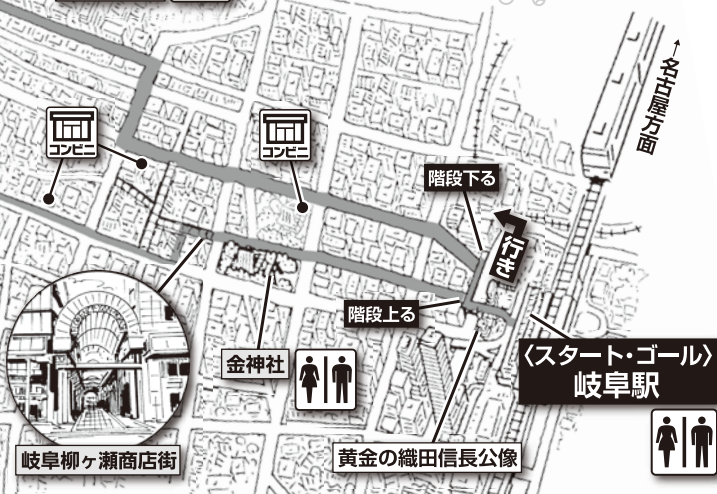 ↑名古屋方面
コンビニ
コンビニ
階段下る
行き
階段上る
金神社
〈スタート・ゴール〉
岐阜駅
岐阜柳ヶ瀬商店街
黄金の織田信長公像